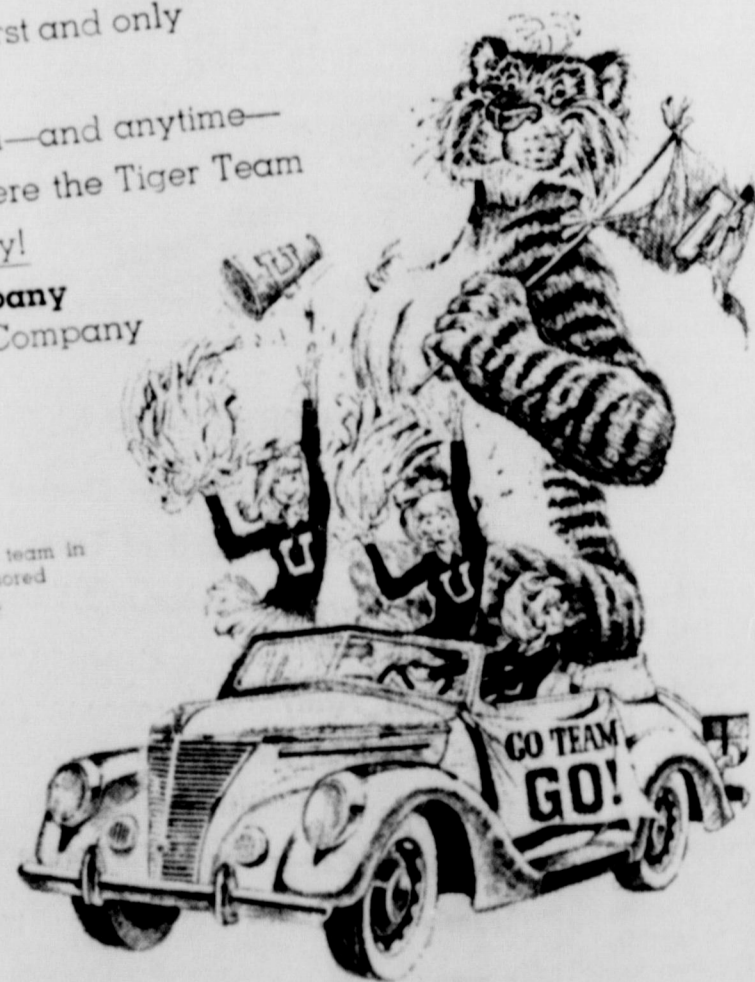 rst and only
—and anytime—
ere the Tiger Team
y!
pany
Company
team in
ored
U
U
U
U
GO TEAM
GO!